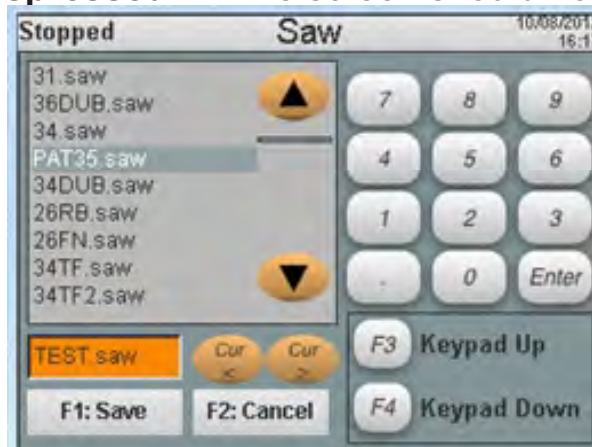 Stopped Saw 10/08/201
16:1
31.saw
36DUB.saw
34.saw
PAT35.saw
34DUB.saw
26RB.saw
26FN.saw
34TF.saw
34TF2.saw
7 8 9
4 5 6
1 2 3
. 0 Enter
TEST.saw
Cur < Cur >
F1: Save F2: Cancel
F3 Keypad Up
F4 Keypad Down